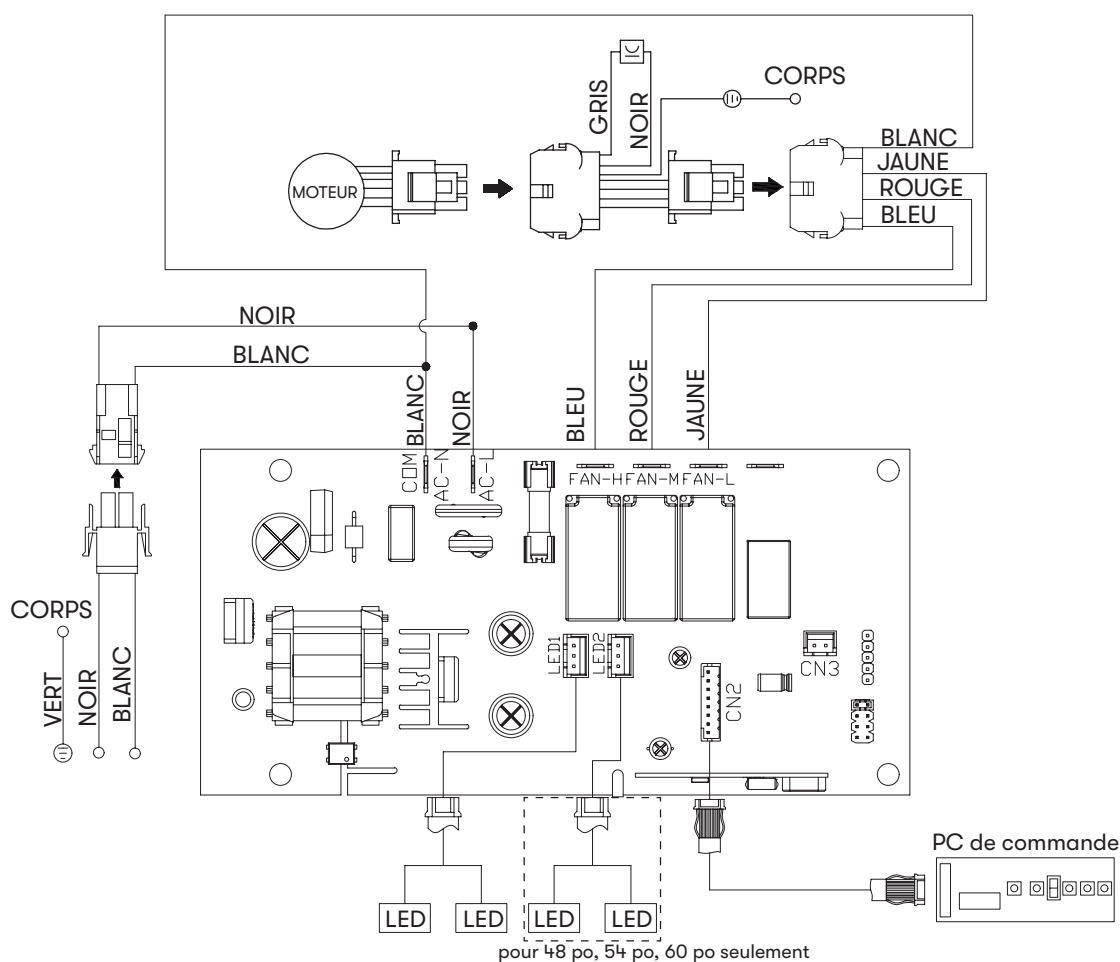 CORPS
GRIS
NOIR
BLANC
JAUNE
ROUGE
BLEU
MOTEUR
NOIR
BLANC
BLANC
NOIR
BLEU
ROUGE
JAUNE
COM
AC-N
AC-L
FAN-H
FAN-M
FAN-L
CORPS
VERT
NOIR
BLANC
LED1
LED2
CN2
CN3
PC de commande
LED
LED
LED
LED
pour 48 po, 54 po, 60 po seulement